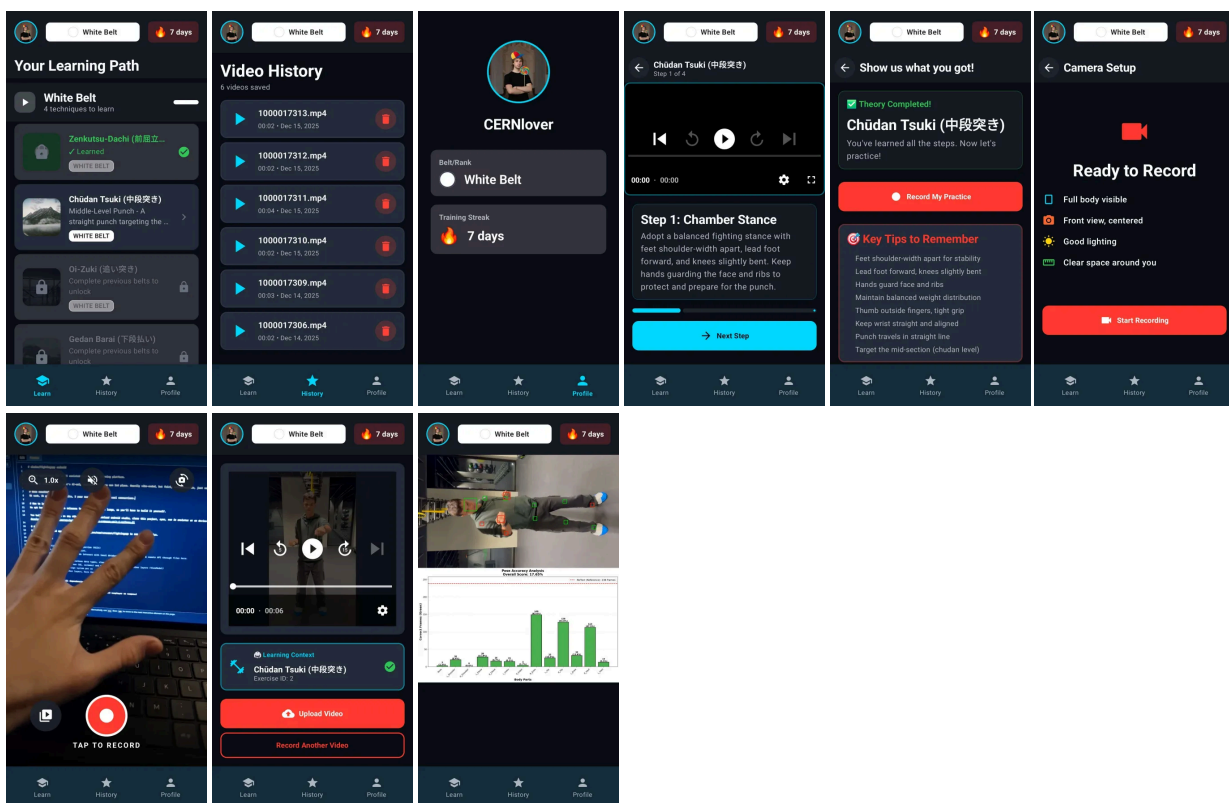 White Belt
7 days
Your Learning Path
White Belt
4 techniques to learn
Zenkutsu-Dachi (前屈立...
✓ Learned
WHITE BELT
Chūdan Tsuki (中段突き)
Middle-Level Punch - A
straight punch targeting the ...
WHITE BELT
Oi-Zuki (追い突き)
Complete previous belts to
unlock
WHITE BELT
Gedan Barai (下段払い)
Complete previous belts to
unlock
Learn
History
Profile
White Belt
7 days
Video History
6 videos saved
1000017313.mp4
00:02 • Dec 15, 2025
1000017312.mp4
00:02 • Dec 15, 2025
1000017311.mp4
00:04 • Dec 15, 2025
1000017310.mp4
00:02 • Dec 15, 2025
1000017309.mp4
00:03 • Dec 14, 2025
1000017306.mp4
00:02 • Dec 14, 2025
Learn
History
Profile
CERNlover
Belt/Rank
White Belt
Training Streak
7 days
Learn
History
Profile
White Belt
7 days
Chūdan Tsuki (中段突き)
Step 1 of 4
00:00 · 00:00
Step 1: Chamber Stance
Adopt a balanced fighting stance with
feet shoulder-width apart, lead foot
forward, and knees slightly bent. Keep
hands guarding the face and ribs to
protect and prepare for the punch.
Next Step
Learn
History
Profile
White Belt
7 days
Show us what you got!
Theory Completed!
Chūdan Tsuki (中段突き)
You've learned all the steps. Now let's
practice!
Record My Practice
Key Tips to Remember
Feet shoulder-width apart for stability
Lead foot forward, knees slightly bent
Hands guard face and ribs
Maintain balanced weight distribution
Thumb outside fingers, tight grip
Keep wrist straight and aligned
Punch travels in straight line
Target the mid-section (chudan level)
Learn
History
Profile
White Belt
7 days
Camera Setup
Ready to Record
Full body visible
Front view, centered
Good lighting
Clear space around you
Start Recording
Learn
History
Profile
White Belt
7 days
1.0x
TAP TO RECORD
Learn
History
Profile
White Belt
7 days
00:00 · 00:06
Learning Context
Chūdan Tsuki (中段突き)
Exercise ID: 2
Upload Video
Record Another Video
Learn
History
Profile
White Belt
7 days
Pose Accuracy Analysis
Body Parts
Learn
History
Profile